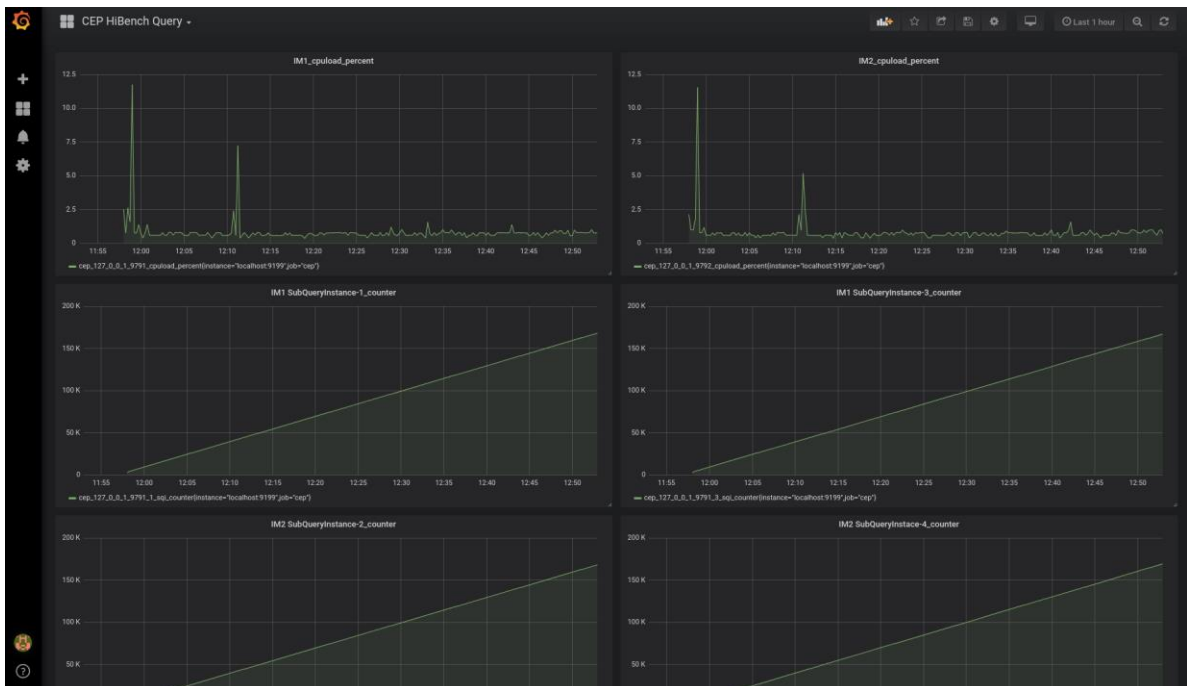 CEP HiBench Query
Last 1 hour
IM1_cpuload_percent
12.5
10.0
7.5
5.0
2.5
0
11:55 12:00 12:05 12:10 12:15 12:20 12:25 12:30 12:35 12:40 12:45 12:50
cep_127_0_0_1_9791_cpuload_percent{instance="localhost:9199",job="cep"}
IM2_cpuload_percent
12.5
10.0
7.5
5.0
2.5
0
11:55 12:00 12:05 12:10 12:15 12:20 12:25 12:30 12:35 12:40 12:45 12:50
cep_127_0_0_1_9792_cpuload_percent{instance="localhost:9199",job="cep"}
IM1 SubQueryInstance-1_counter
200 K
150 K
100 K
50 K
0
11:55 12:00 12:05 12:10 12:15 12:20 12:25 12:30 12:35 12:40 12:45 12:50
cep_127_0_0_1_9791_1_sqi_counter{instance="localhost:9199",job="cep"}
IM1 SubQueryInstance-3_counter
200 K
150 K
100 K
50 K
0
11:55 12:00 12:05 12:10 12:15 12:20 12:25 12:30 12:35 12:40 12:45 12:50
cep_127_0_0_1_9791_3_sqi_counter{instance="localhost:9199",job="cep"}
IM2 SubQueryInstance-2_counter
200 K
150 K
100 K
50 K
IM2 SubQueryInstace-4_counter
200 K
150 K
100 K
50 K